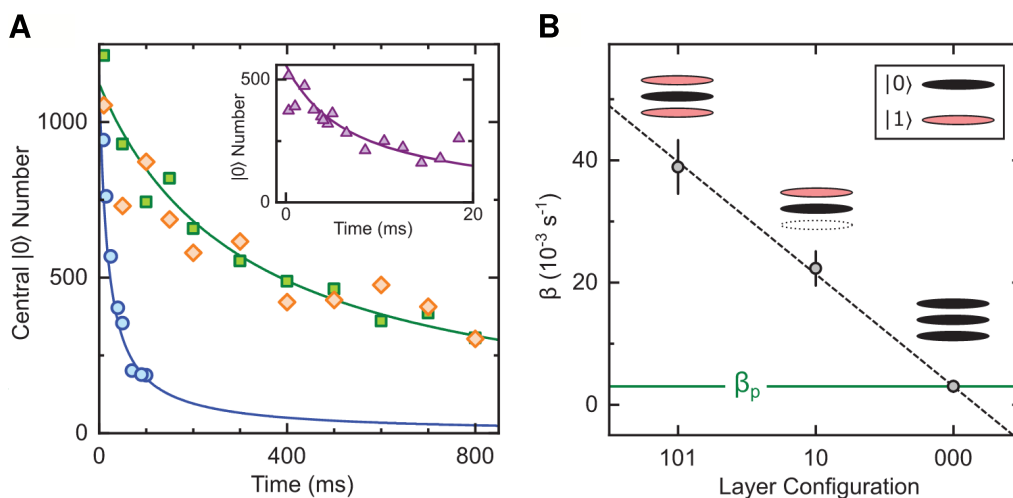 A
Central |0⟩ Number
1000
500
0
0
400
800
Time (ms)
|0⟩ Number
500
0
0
20
Time (ms)
B
β (10⁻³ s⁻¹)
40
20
0
|0⟩
|1⟩
βₚ
101
10
000
Layer Configuration